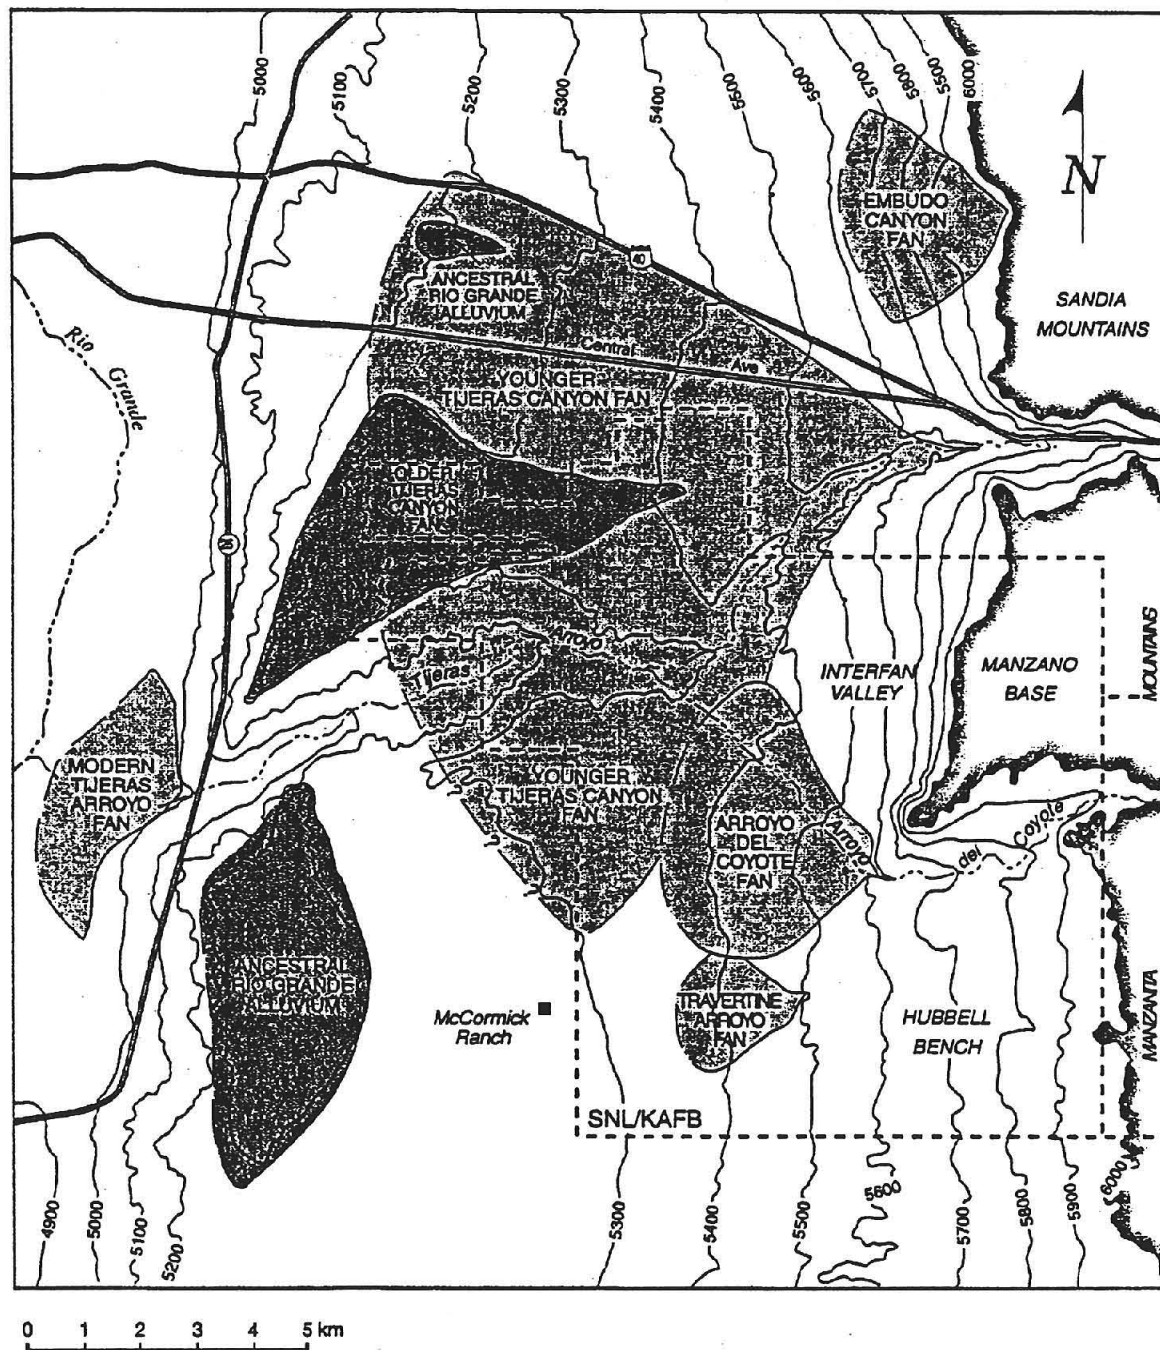 5000
5100
5200
5300
5400
5500
5600
5700
5800
5500
6000
N
EMBUDO
CANYON
FAN
SANDIA
MOUNTAINS
40
ANCESTRAL
RIO GRANDE
ALLUVIUM
Rio Grande
Central Ave
YOUNGER
TIJERAS CANYON FAN
OLDER
TIJERAS
CANYON
FANS
Tijeras Arroyo
INTERFAN
VALLEY
MANZANO
BASE
MOUNTAINS
MODERN
TIJERAS
ARROYO
FAN
YOUNGER
TIJERAS CANYON
FAN
?
?
?
?
ARROYO
DEL
COYOTE
FAN
Arroyo del Coyote
ANCESTRAL
RIO GRANDE
ALLUVIUM
McCormick
Ranch
TRAVERTINE
ARROYO
FAN
HUBBELL
BENCH
MANZANITA
SNL/KAFB
4900
5000
5100
5200
5300
5400
5500
5600
5700
5800
5900
6000
0 1 2 3 4 5 km